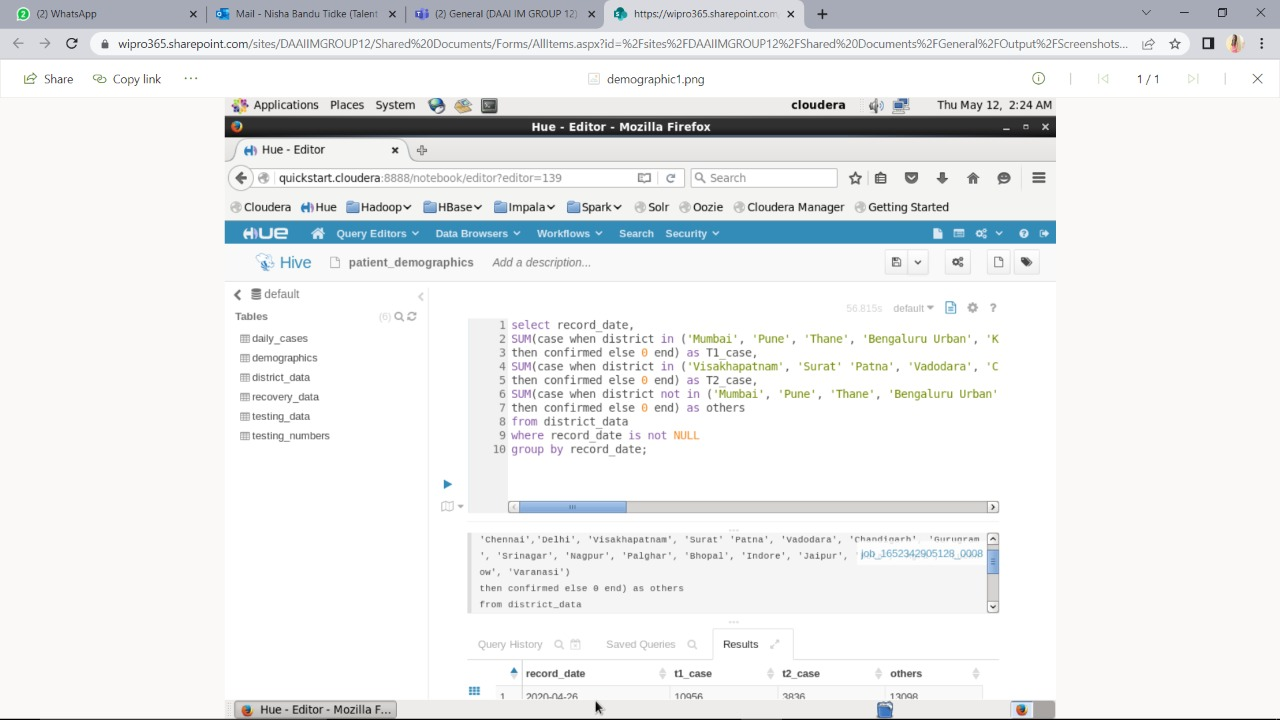 (2) WhatsApp
Mail - Nandu Tidke (Talent
(2) General (DAAI IM GROUP 12)
https://wipro365.sharepoint.com/
wipro365.sharepoint.com/sites/DAAIIMGROUP12/Shared%20Documents/Forms/AllItems.aspx?id=%2Fsites%2FDAAIIMGROUP12%2FShared%20Documents%2FGeneral%2FOutput%2FScreenshots...
Share
Copy link
...
demographic1.png
1 / 1
Applications Places System
cloudera
Thu May 12, 2:24 AM
Hue - Editor - Mozilla Firefox
Hue - Editor
quickstart.cloudera:8888/notebook/editor?editor=139
Search
Cloudera Hue Hadoop HBase Impala Spark Solr Oozie Cloudera Manager Getting Started
HUE Query Editors Data Browsers Workflows Search Security
Hive patient_demographics Add a description...
default
Tables (6)
daily_cases
demographics
district_data
recovery_data
testing_data
testing_numbers
56.815s default ?
1 select record_date,
2 SUM(case when district in ('Mumbai', 'Pune', 'Thane', 'Bengaluru Urban', 'K
3 then confirmed else 0 end) as T1_case,
4 SUM(case when district in ('Visakhapatnam', 'Surat' 'Patna', 'Vadodara', 'C
5 then confirmed else 0 end) as T2_case,
6 SUM(case when district not in ('Mumbai', 'Pune', 'Thane', 'Bengaluru Urban'
7 then confirmed else 0 end) as others
8 from district_data
9 where record_date is not NULL
10 group by record_date;
'Chennai','Delhi', 'Visakhapatnam', 'Surat' 'Patna', 'Vadodara', 'Chandigarh', 'Gurugram
', 'Srinagar', 'Nagpur', 'Palghar', 'Bhopal', 'Indore', 'Jaipur',
job_1652342905128_0008
ow', 'Varanasi')
then confirmed else 0 end) as others
from district_data
Query History
Saved Queries
Results
record_date t1_case t2_case others
1 2020-04-26 10956 3836 13098
Hue - Editor - Mozilla F...